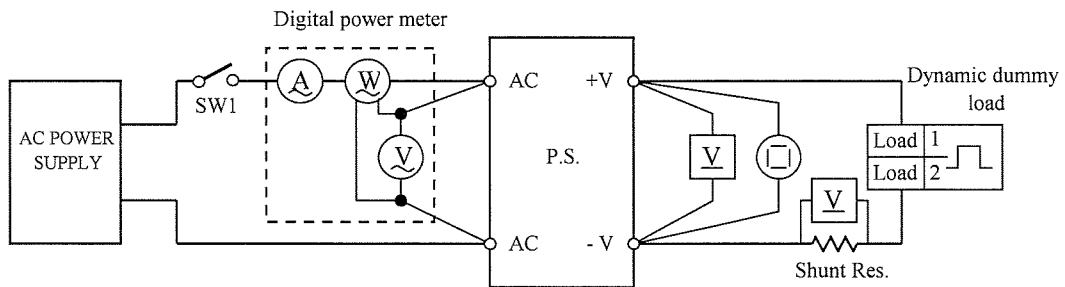 Digital power meter
A
W
SW1
AC POWER
SUPPLY
V
AC
AC
P.S.
+V
- V
V
Dynamic dummy
load
Load 1
Load 2
V
Shunt Res.